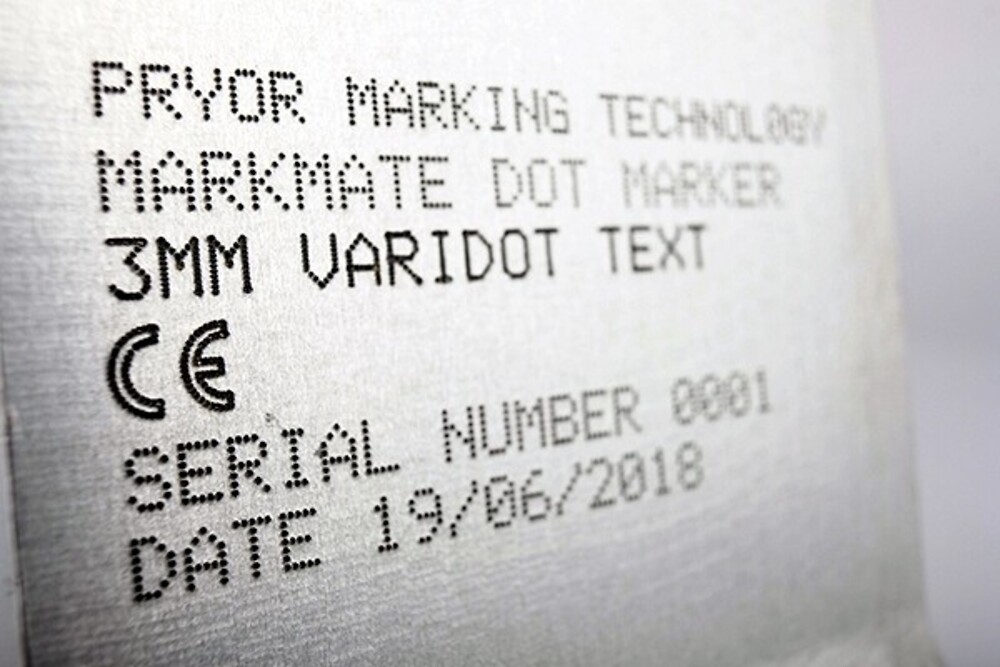 PRYOR MARKING TECHNOLOGY
MARKMATE DOT MARKER
3MM VARIDOT TEXT
CE
SERIAL NUMBER 0001
DATE 19/06/2018